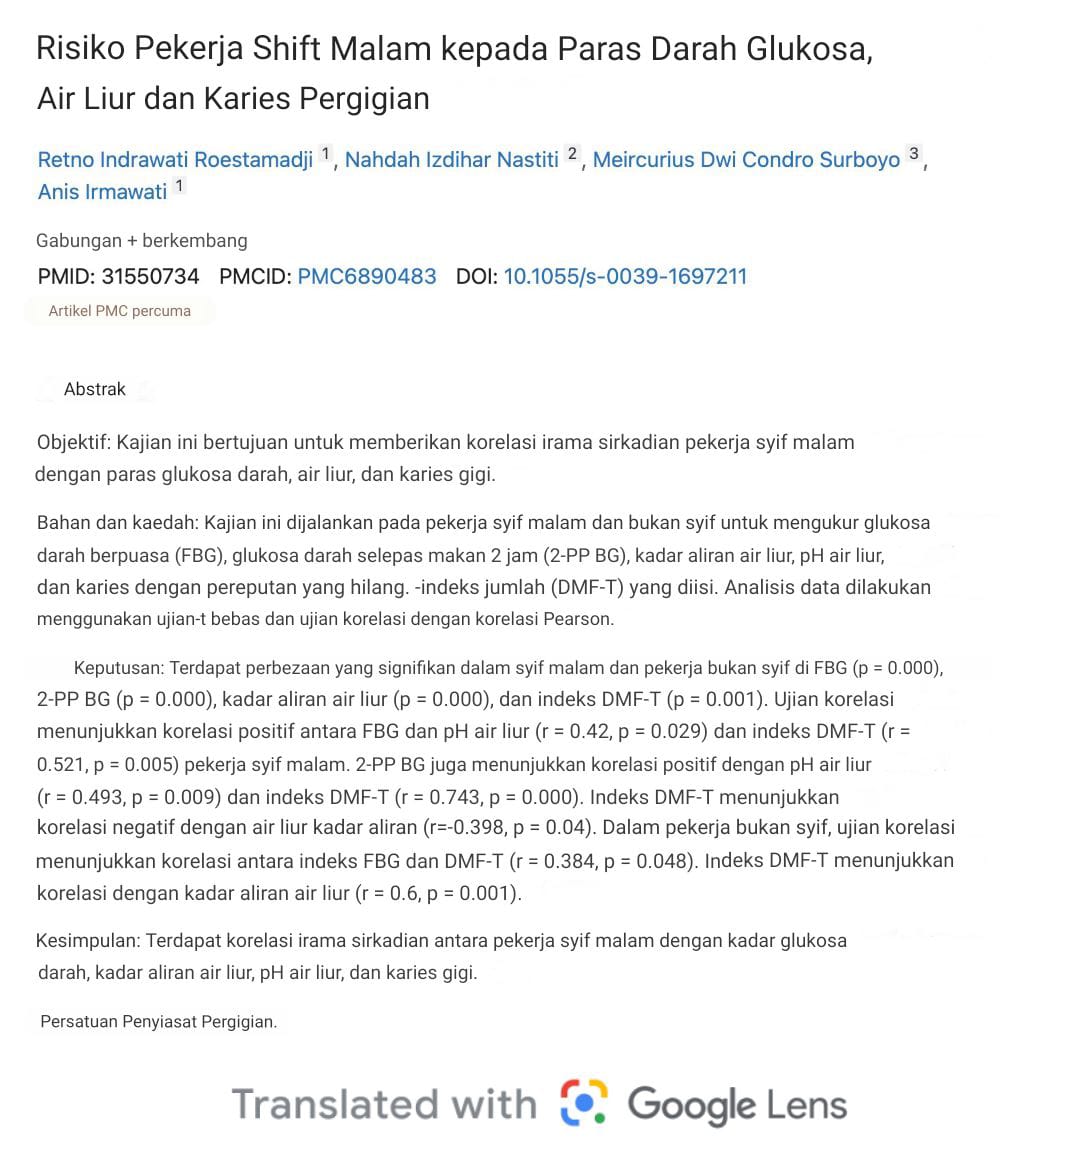 Risiko Pekerja Shift Malam kepada Paras Darah Glukosa,
Air Liur dan Karies Pergigian
Retno Indrawati Roestamadji 1, Nahdah Izdihar Nastiti 2, Meircurius Dwi Condro Surboyo 3,
Anis Irmawati 1
Gabungan + berkembang
PMID: 31550734 PMCID: PMC6890483 DOI: 10.1055/s-0039-1697211
Artikel PMC percuma
Abstrak
Objektif: Kajian ini bertujuan untuk memberikan korelasi irama sirkadian pekerja syif malam
dengan paras glukosa darah, air liur, dan karies gigi.
Bahan dan kaedah: Kajian ini dijalankan pada pekerja syif malam dan bukan syif untuk mengukur glukosa
darah berpuasa (FBG), glukosa darah selepas makan 2 jam (2-PP BG), kadar aliran air liur, pH air liur,
dan karies dengan pereputan yang hilang. -indeks jumlah (DMF-T) yang diisi. Analisis data dilakukan
menggunakan ujian-t bebas dan ujian korelasi dengan korelasi Pearson.
Keputusan: Terdapat perbezaan yang signifikan dalam syif malam dan pekerja bukan syif di FBG (p = 0.000),
2-PP BG (p = 0.000), kadar aliran air liur (p = 0.000), dan indeks DMF-T (p = 0.001). Ujian korelasi
menunjukkan korelasi positif antara FBG dan pH air liur (r = 0.42, p = 0.029) dan indeks DMF-T (r =
0.521, p = 0.005) pekerja syif malam. 2-PP BG juga menunjukkan korelasi positif dengan pH air liur
(r = 0.493, p = 0.009) dan indeks DMF-T (r = 0.743, p = 0.000). Indeks DMF-T menunjukkan
korelasi negatif dengan air liur kadar aliran (r=-0.398, p = 0.04). Dalam pekerja bukan syif, ujian korelasi
menunjukkan korelasi antara indeks FBG dan DMF-T (r = 0.384, p = 0.048). Indeks DMF-T menunjukkan
korelasi dengan kadar aliran air liur (r = 0.6, p = 0.001).
Kesimpulan: Terdapat korelasi irama sirkadian antara pekerja syif malam dengan kadar glukosa
darah, kadar aliran air liur, pH air liur, dan karies gigi.
Persatuan Penyiasat Pergigian.
Translated with Google Lens